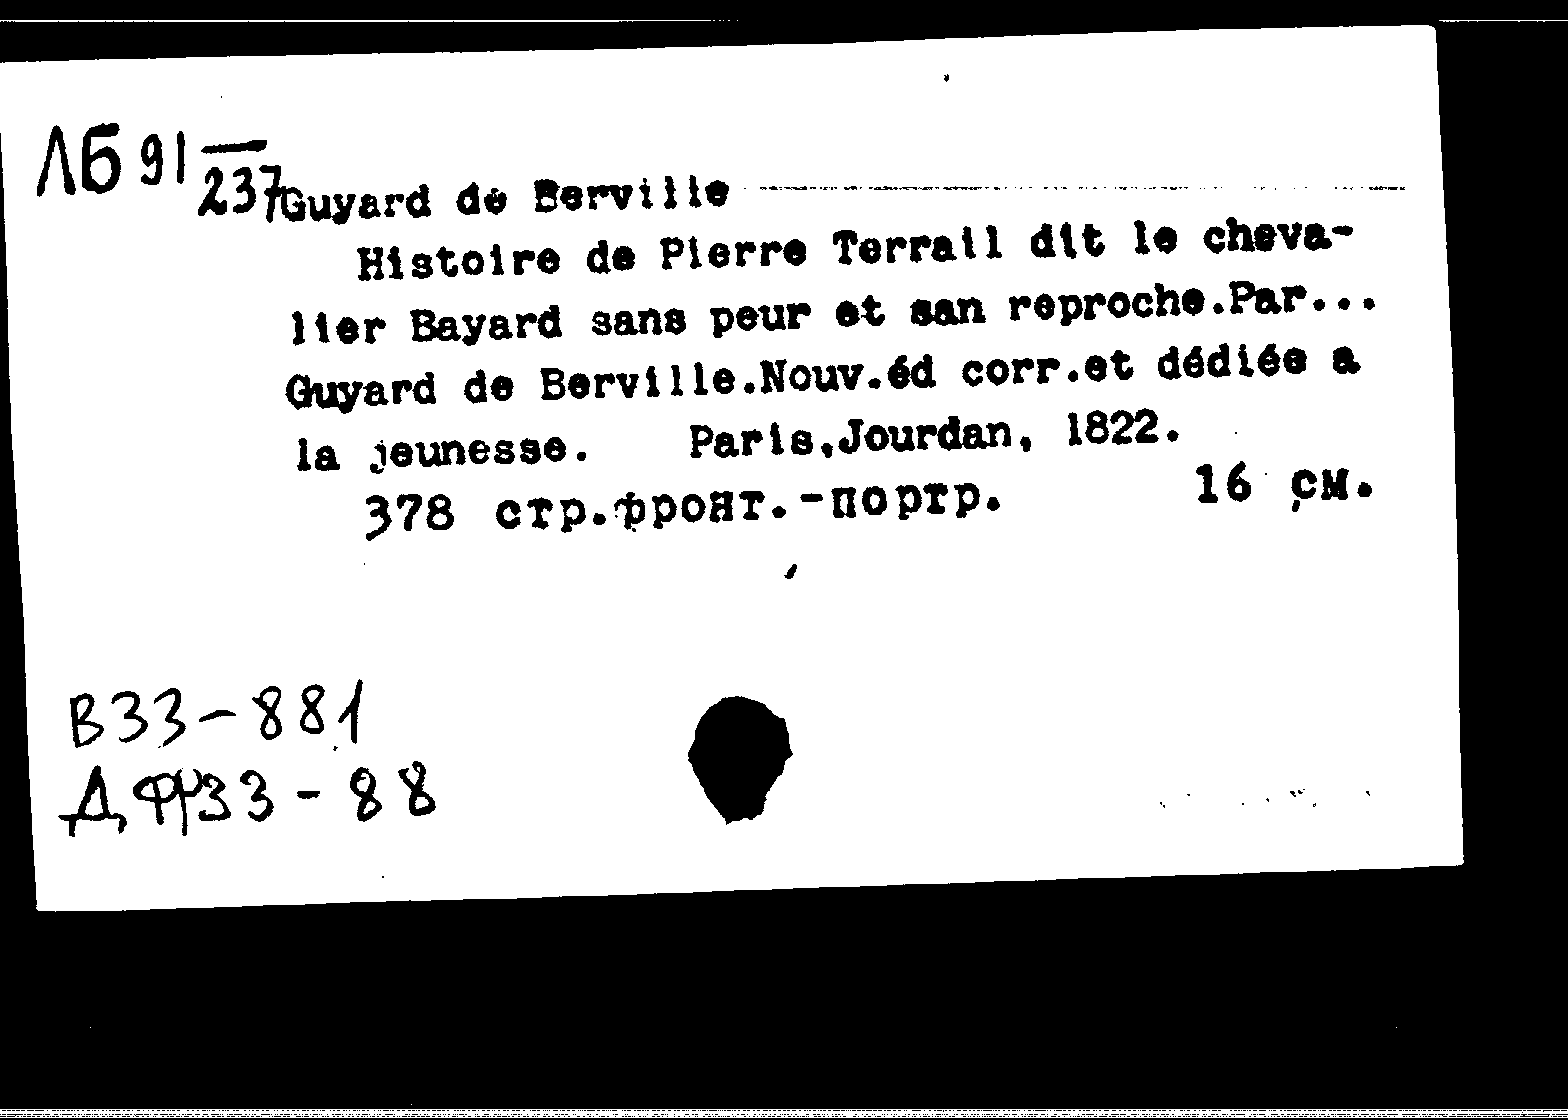 ЛБ 91
237
Guyard de Berville
Histoire de Pierre Terrail dit le cheva-
lier Bayard sans peur et san reproche.Par...
Guyard de Berville.Nouv.éd corr.et dédiée a
la jeunesse. Paris,Jourdan, 1822.
378 стр.фронт.-портр. 16 см.
В33-881
ДФ33-88